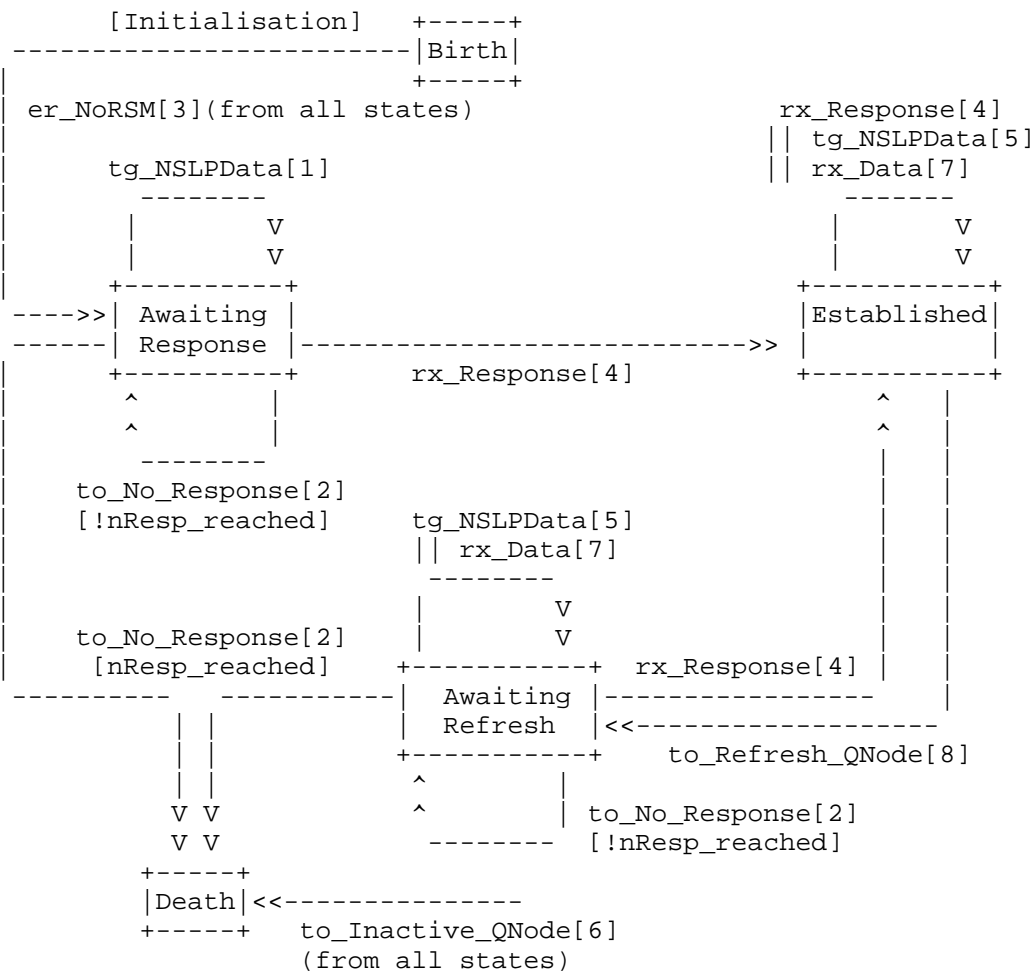 [Initialisation]
Birth
er_NoRSM[3](from all states) rx_Response[4]
|| tg_NSLPData[5]
tg_NSLPData[1] || rx_Data[7]
V V
V V
Awaiting Established
Response
rx_Response[4]
^ ^
^ ^
to_No_Response[2]
[!nResp_reached] tg_NSLPData[5]
|| rx_Data[7]
V
to_No_Response[2] V
[nResp_reached] rx_Response[4]
Awaiting
Refresh
to_Refresh_QNode[8]
^
V V ^ to_No_Response[2]
V V [!nResp_reached]
Death
to_Inactive_QNode[6]
(from all states)